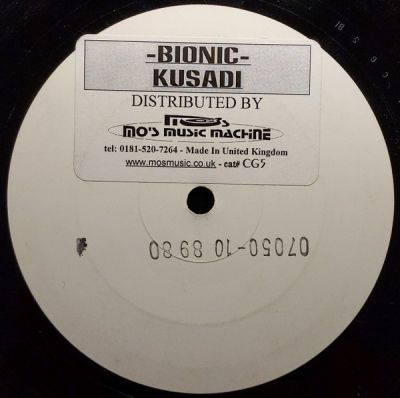 -BIONIC-
KUSADI
DISTRIBUTED BY
Mo's
MO'S MUSIC MACHINE
tel: 0181-520-7264 - Made In United Kingdom
www.mosmusic.co.uk - cat# CG5
07050-10 89 80